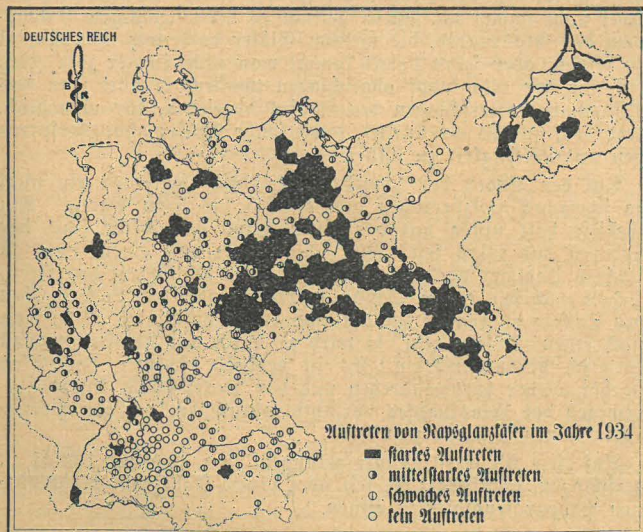 DEUTSCHES REICH
B
A
Auftreten von Rapsglanzkäfer im Jahre 1934
starkes Auftreten
mittelstarkes Auftreten
schwaches Auftreten
kein Auftreten